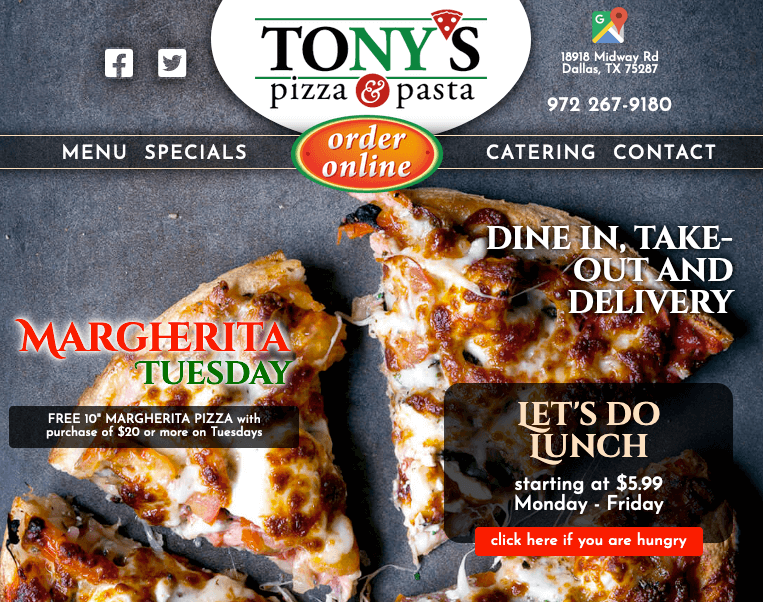 TONY'S
pizza & pasta
18918 Midway Rd
Dallas, TX 75287
972 267-9180
MENU SPECIALS
order
online
CATERING CONTACT
DINE IN, TAKE-
OUT AND
DELIVERY
MARGHERITA
TUESDAY
FREE 10" MARGHERITA PIZZA with
purchase of $20 or more on Tuesdays
LET'S DO
LUNCH
starting at $5.99
Monday - Friday
click here if you are hungry